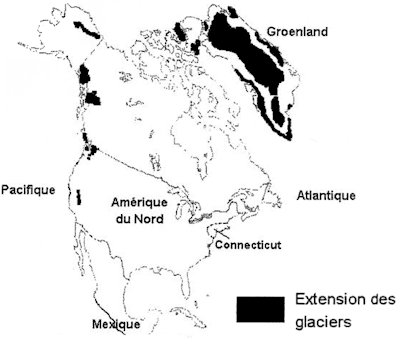 Groenland
Pacifique
Amérique
du Nord
Atlantique
Connecticut
Mexique
Extension des
glaciers